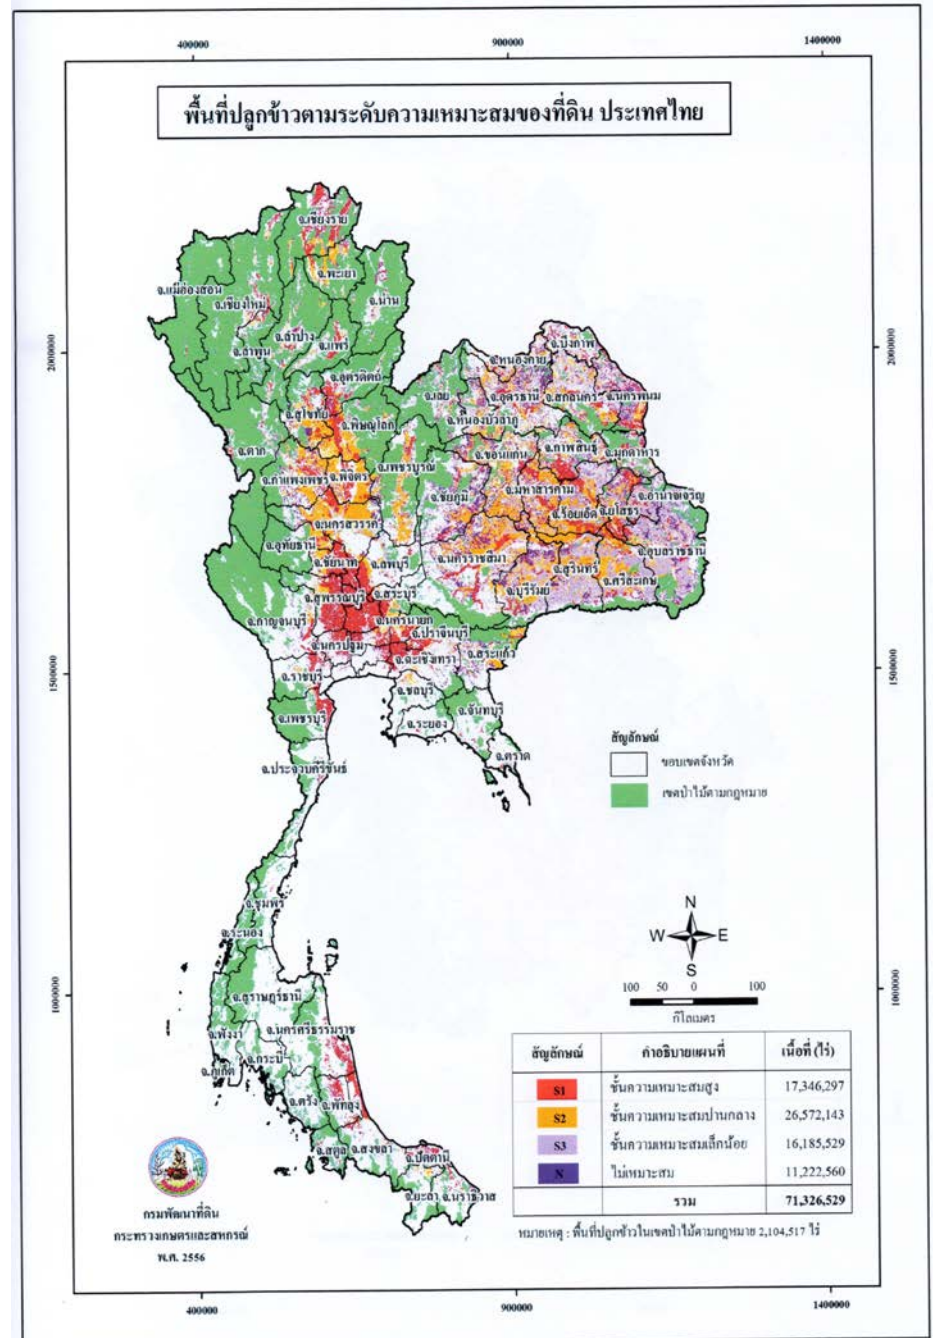 400000
900000
1400000
พื้นที่ปลูกข้าวตามระดับความเหมาะสมของที่ดิน ประเทศไทย
จ.เชียงราย
จ.พะเยา
จ.แม่ฮ่องสอน
จ.เชียงใหม่
จ.น่าน
จ.ลำปาง
จ.ลำพูน
จ.แพร่
2000000
2000000
จ.บึงกาฬ
จ.หนองคาย
จ.อุตรดิตถ์
จ.เลย
จ.อุดรธานี
จ.สกลนคร
จ.นครพนม
จ.สุโขทัย
จ.พิษณุโลก
จ.หนองบัวลำภู
จ.ตาก
จ.เพชรบูรณ์
จ.ขอนแก่น
จ.กาฬสินธุ์
จ.มุกดาหาร
จ.กำแพงเพชร
จ.พิจิตร
จ.ชัยภูมิ
จ.มหาสารคาม
จ.อำนาจเจริญ
จ.ร้อยเอ็ด
จ.ยโสธร
จ.นครสวรรค์
จ.อุทัยธานี
จ.อุบลราชธานี
จ.ชัยนาท
จ.ลพบุรี
จ.นครราชสีมา
จ.สุรินทร์
จ.ศรีสะเกษ
จ.บุรีรัมย์
จ.สุพรรณบุรี
จ.สระบุรี
จ.กาญจนบุรี
จ.นครนายก
จ.ปราจีนบุรี
จ.นครปฐม
จ.ฉะเชิงเทรา
จ.สระแก้ว
1500000
1500000
จ.ราชบุรี
จ.ชลบุรี
จ.จันทบุรี
จ.เพชรบุรี
จ.ระยอง
จ.ตราด
จ.ประจวบคีรีขันธ์
สัญลักษณ์
ขอบเขตจังหวัด
เขตป่าไม้ตามกฎหมาย
จ.ชุมพร
จ.ระนอง
N
W E
S
1000000
1000000
100 50 0 100
กิโลเมตร
จ.สุราษฎร์ธานี
จ.นครศรีธรรมราช
จ.พังงา
จ.กระบี่
จ.ภูเก็ต
จ.ตรัง
จ.พัทลุง
จ.สตูล
จ.สงขลา
จ.ปัตตานี
จ.ยะลา
จ.นราธิวาส
สัญลักษณ์ คำอธิบายแผนที่ เนื้อที่ (ไร่)
S1 ชั้นความเหมาะสมสูง 17,346,297
S2 ชั้นความเหมาะสมปานกลาง 26,572,143
S3 ชั้นความเหมาะสมเล็กน้อย 16,185,529
N ไม่เหมาะสม 11,222,560
รวม 71,326,529
หมายเหตุ : พื้นที่ปลูกข้าวในเขตป่าไม้ตามกฎหมาย 2,104,517 ไร่
กรมพัฒนาที่ดิน
กระทรวงเกษตรและสหกรณ์
พ.ศ. 2556
400000
900000
1400000